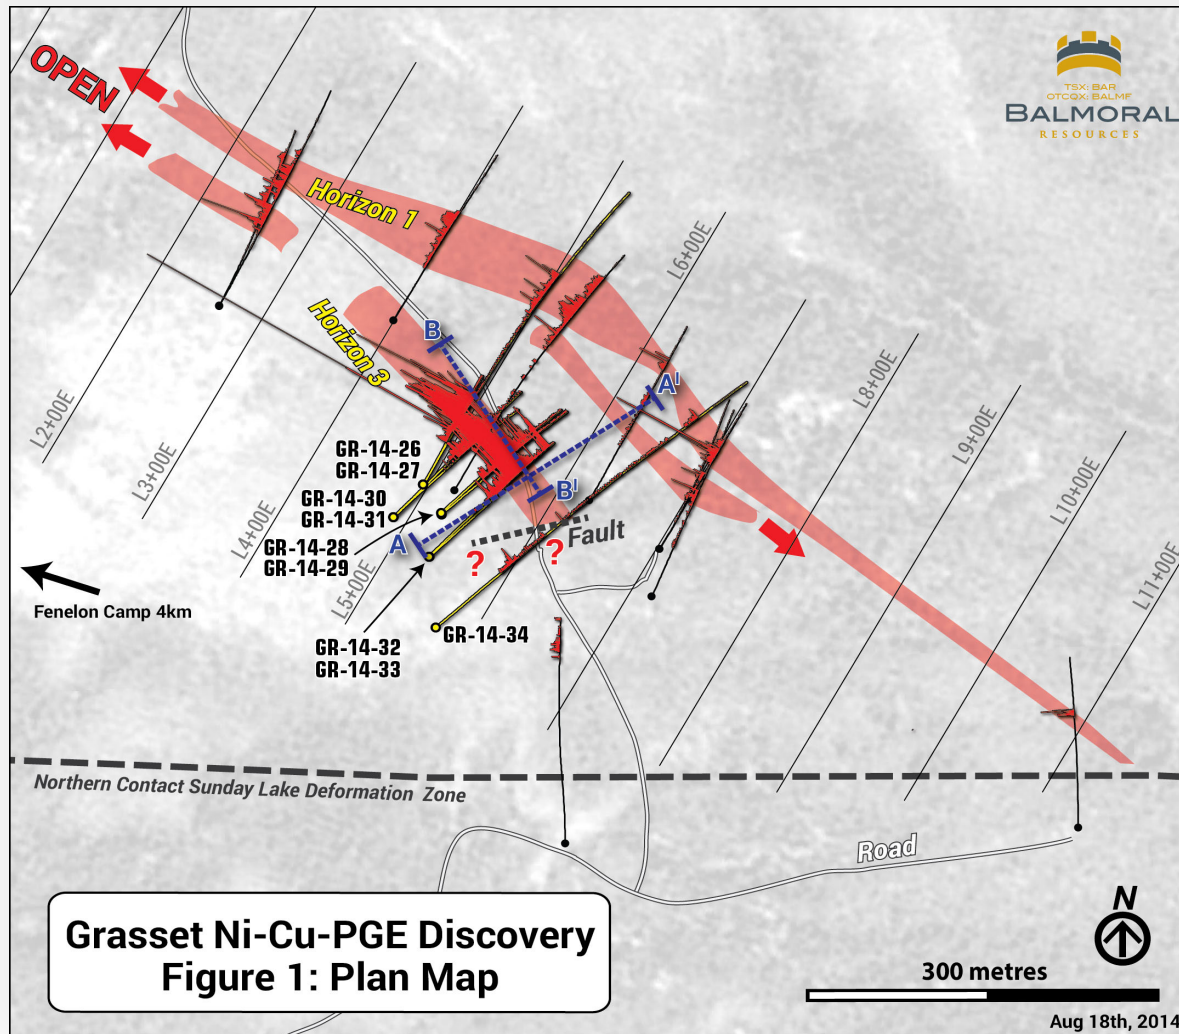 OPEN
TSX: BAR
OTCQX: BALMF
BALMORAL
RESOURCES
Horizon 1
L6+00E
B
Horizon 3
A'
L8+00E
L2+00E
L9+00E
L3+00E
GR-14-26
GR-14-27
L10+00E
GR-14-30
GR-14-31
B'
L4+00E
Fault
A
GR-14-28
GR-14-29
?
?
L5+00E
L11+00E
Fenelon Camp 4km
GR-14-34
GR-14-32
GR-14-33
Northern Contact Sunday Lake Deformation Zone
Road
Grasset Ni-Cu-PGE Discovery
Figure 1: Plan Map
N
300 metres
Aug 18th, 2014